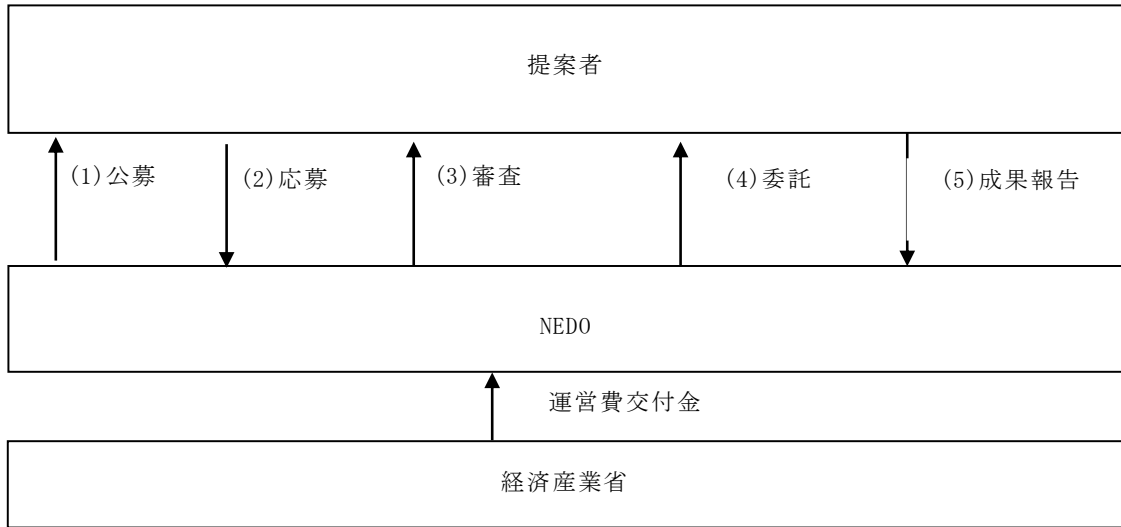 提案者
(1)公募
(2)応募
(3)審査
(4)委託
(5)成果報告
NEDO
運営費交付金
経済産業省